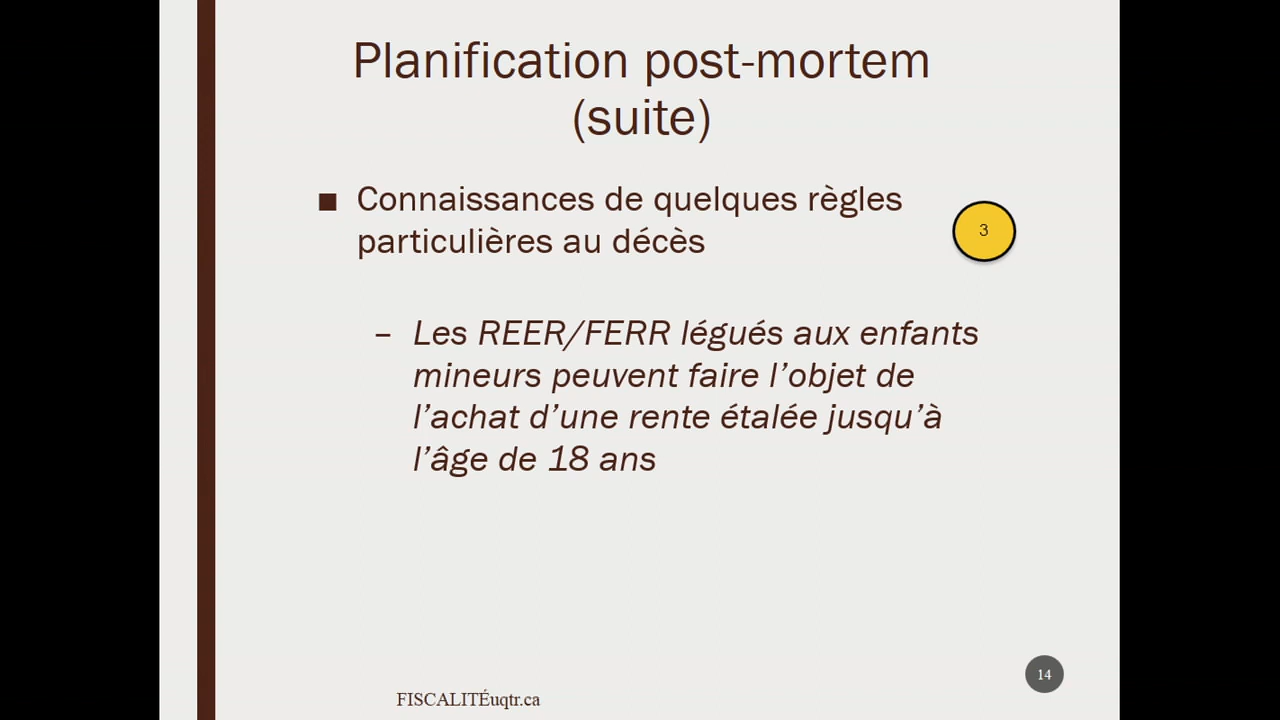 Planification post-mortem
(suite)
■ Connaissances de quelques règles
particulières au décès
3
– Les REER/FERR légués aux enfants
mineurs peuvent faire l’objet de
l’achat d’une rente étalée jusqu’à
l’âge de 18 ans
14
FISCALITÉuqtr.ca